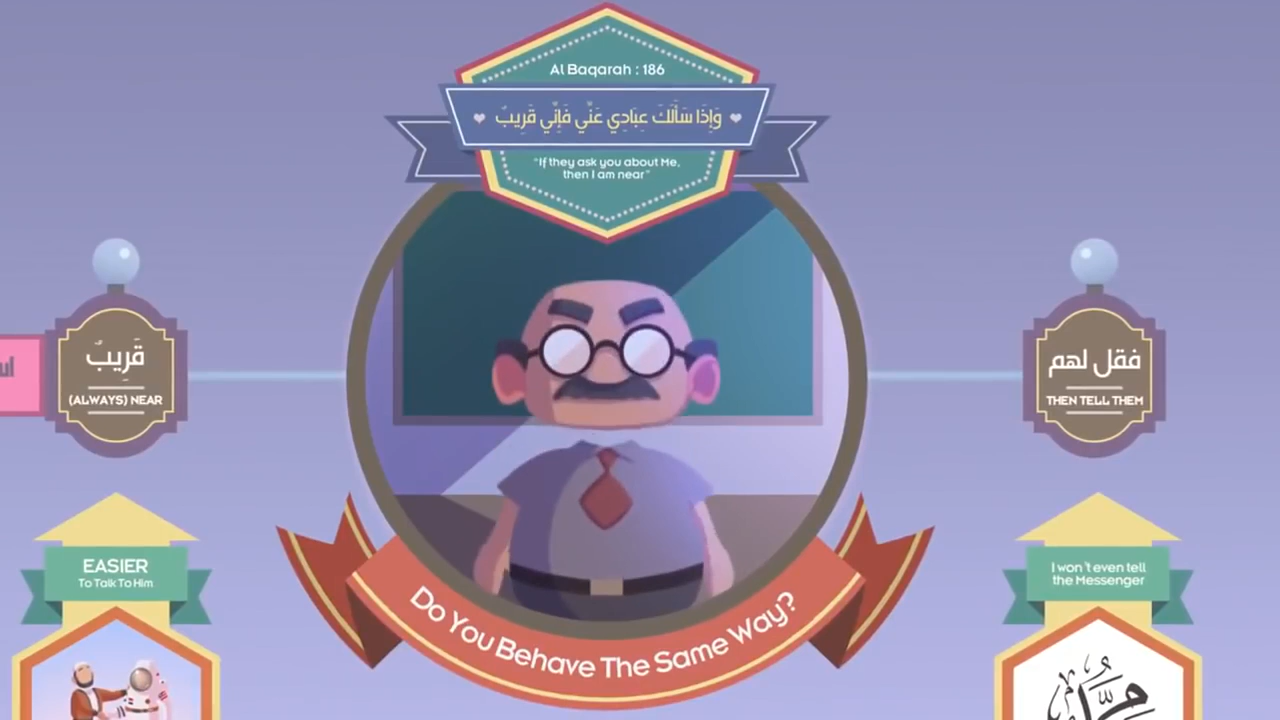 Al Baqarah : 186
وَإِذَا سَأَلَكَ عِبَادِي عَنِّي فَإِنِّي قَرِيبٌ
"If they ask you about Me,
then I am near"
قَرِيبٌ
(ALWAYS) NEAR
فقل لهم
THEN TELL THEM
EASIER
To Talk To Him
I won't even tell
the Messenger
Do You Behave The Same Way?